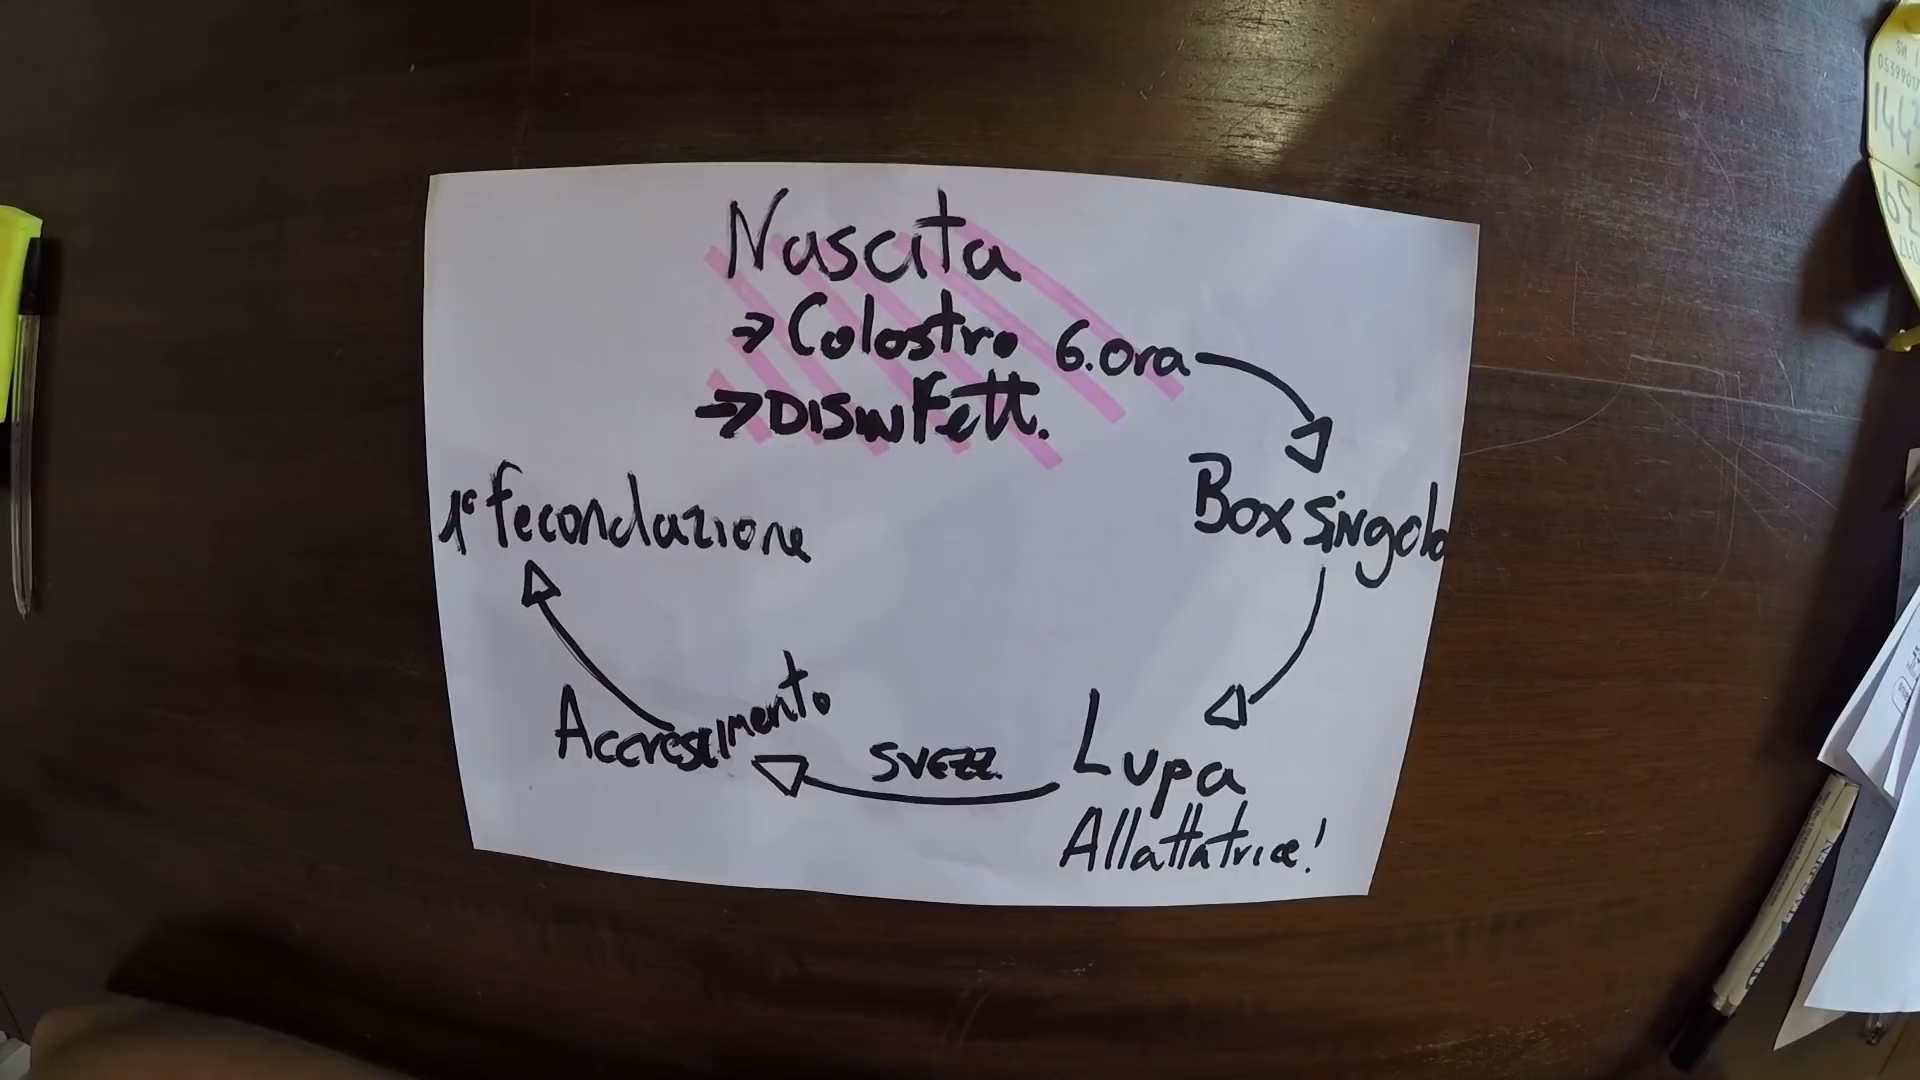 Nascita
→ Colostro 6.ora
→ DISINFett.
1° fecondazione
Box singolo
Accrescimento
SVEZZ.
Lupa
Allattatrice!